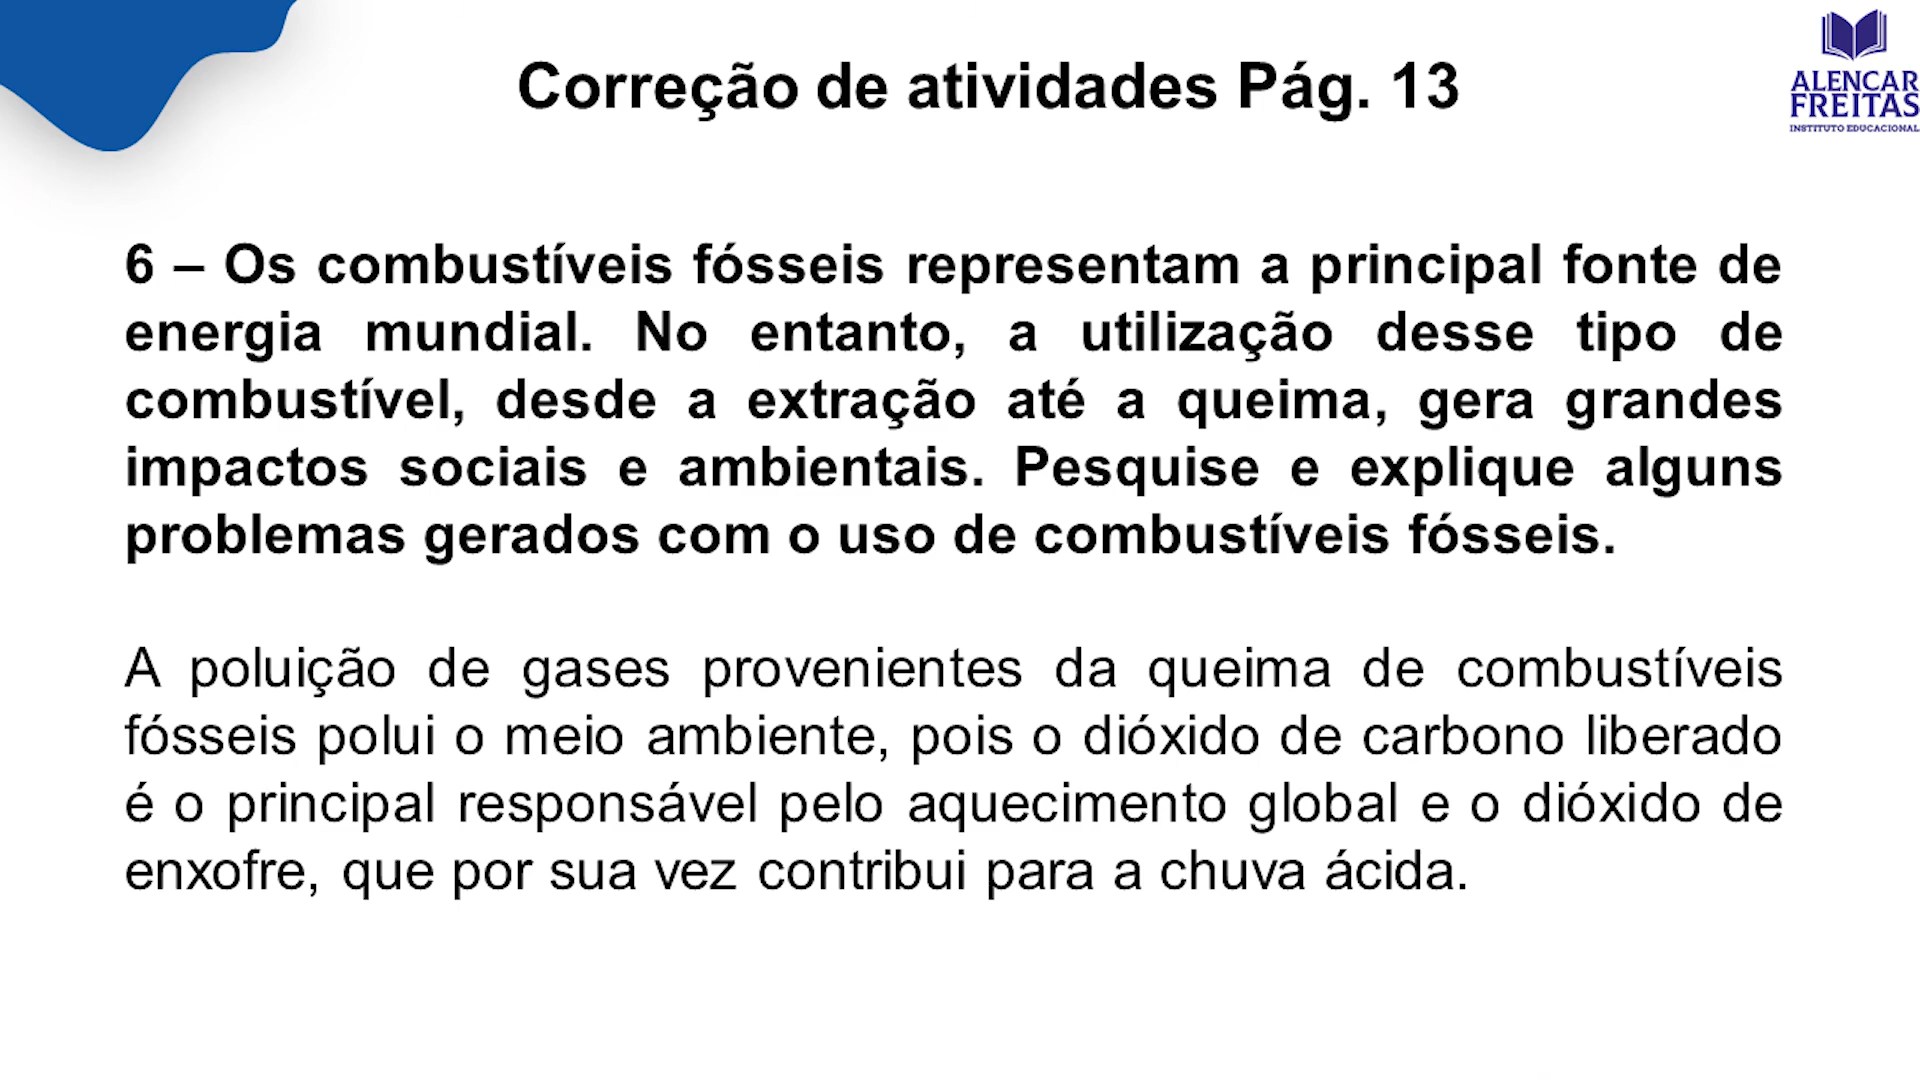 Correção de atividades Pág. 13
ALENCAR
FREITAS
INSTITUTO EDUCACIONAL
6 – Os combustíveis fósseis representam a principal fonte de
energia mundial. No entanto, a utilização desse tipo de
combustível, desde a extração até a queima, gera grandes
impactos sociais e ambientais. Pesquise e explique alguns
problemas gerados com o uso de combustíveis fósseis.
A poluição de gases provenientes da queima de combustíveis
fósseis polui o meio ambiente, pois o dióxido de carbono liberado
é o principal responsável pelo aquecimento global e o dióxido de
enxofre, que por sua vez contribui para a chuva ácida.